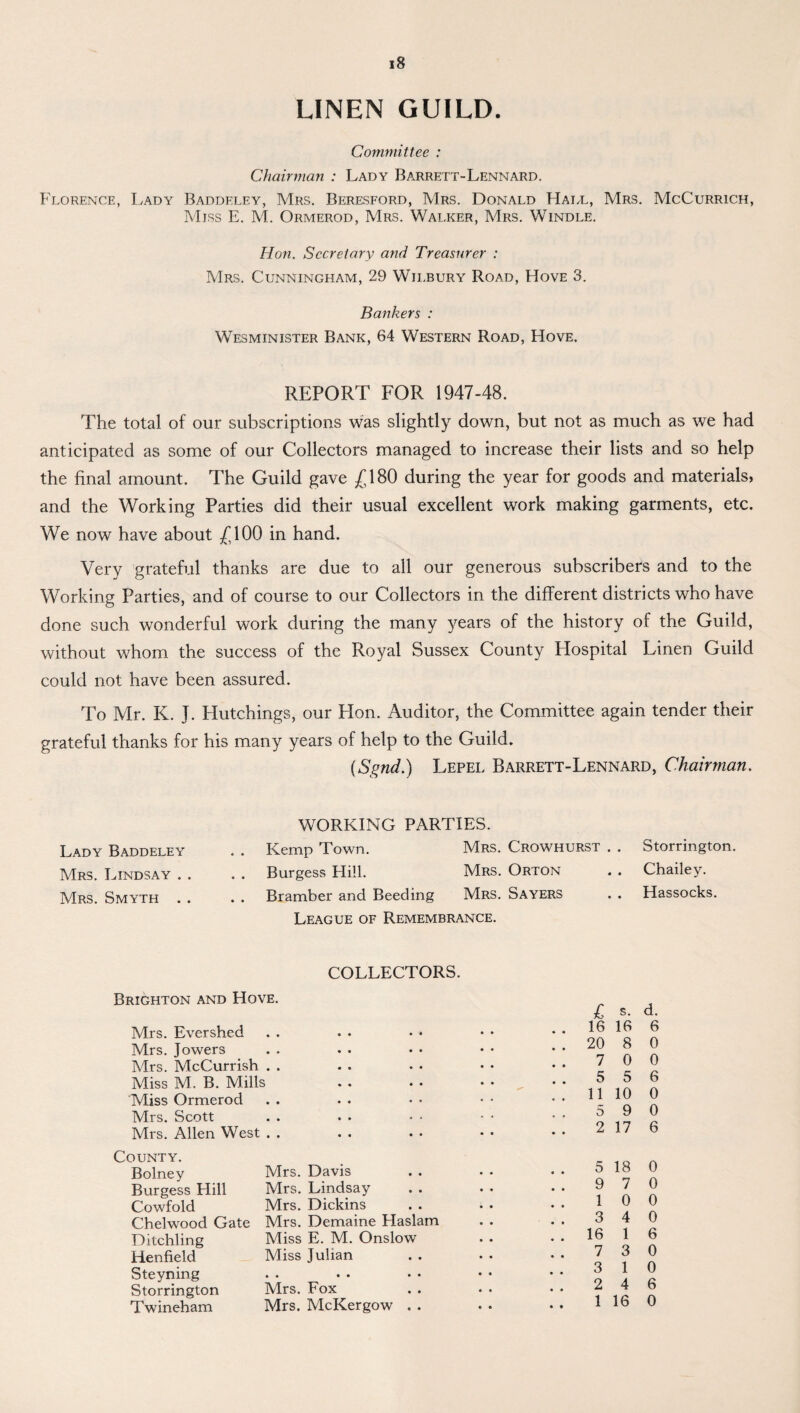 18
LINEN GUILD.
Committee :
Chairman : Lady Barrett-Lennard.
Florence, Lady Baddeley, Mrs. Beresford, Mrs. Donald Hall, Mrs. McCurrich,
Miss E. M. Ormerod, Mrs. Walker, Mrs. Windle.
Hon. Secretary and Treasurer :
Mrs. Cunningham, 29 Wilbury Road, Hove 3.
Bankers :
Wesminister Bank, 64 Western Road, Hove.
REPORT FOR 1947-48.
The total of our subscriptions was slightly down, but not as much as we had
anticipated as some of our Collectors managed to increase their lists and so help
the final amount. The Guild gave £180 during the year for goods and materials,
and the Working Parties did their usual excellent work making garments, etc.
We now have about £100 in hand.
Very grateful thanks are due to all our generous subscribers and to the
Working Parties, and of course to our Collectors in the different districts who have
done such wonderful work during the many years of the history of the Guild,
without whom the success of the Royal Sussex County Hospital Linen Guild
could not have been assured.
To Mr. K. J. Hutchings, our Hon. Auditor, the Committee again tender their
grateful thanks for his many years of help to the Guild.
(Sgnd.) Lepel Barrett-Lennard, Chairman.
WORKING PARTIES.
Lady Baddeley . . Kemp Town. Mrs. Crowhurst . . Storrington.
Mrs. Lindsay . . . . Burgess Hill. Mrs. Orton . . Chailey.
Mrs. Smyth . . . . Bramber and Beeding Mrs. Sayers . . Hassocks.
League of Remembrance.
COLLECTORS.
Brighton and Hove.
£ s. d.
Mrs. Evershed . . . . . . . . . . 16 16 6
Mrs. Jowers . . . . . . . . . . 20 8 0
Mrs. McCurrish . . . . . . . . . . 7 0 0
Miss M. B. Mills . . . . . . . . 5 5 6
Miss Ormerod . . . . . . . . . . 11 10 0
Mrs. Scott . . . . . . . . . . 5 9 0
Mrs. Allen West . . . . . . . . . . 2 17 6
County.
Bolney Mrs. Davis . . . . . . 5 18 0
Burgess Hill Mrs. Lindsay . . . . . . 9 7 0
Cowfold Mrs. Dickins . . . . . . 1 0 0
Chelwood Gate Mrs. Demaine Haslam . . . . 3 4 0
Ditchling Miss E. M. Onslow . . . . 16 1 6
Henfield Miss Julian . . . . . . 7 3 0
Steyning . . . . . . . . . . 3 1 0
Storrington Mrs. Fox . . . . . . 2 4 6
Twineham Mrs. McKergow . . . . . . 1 16 0